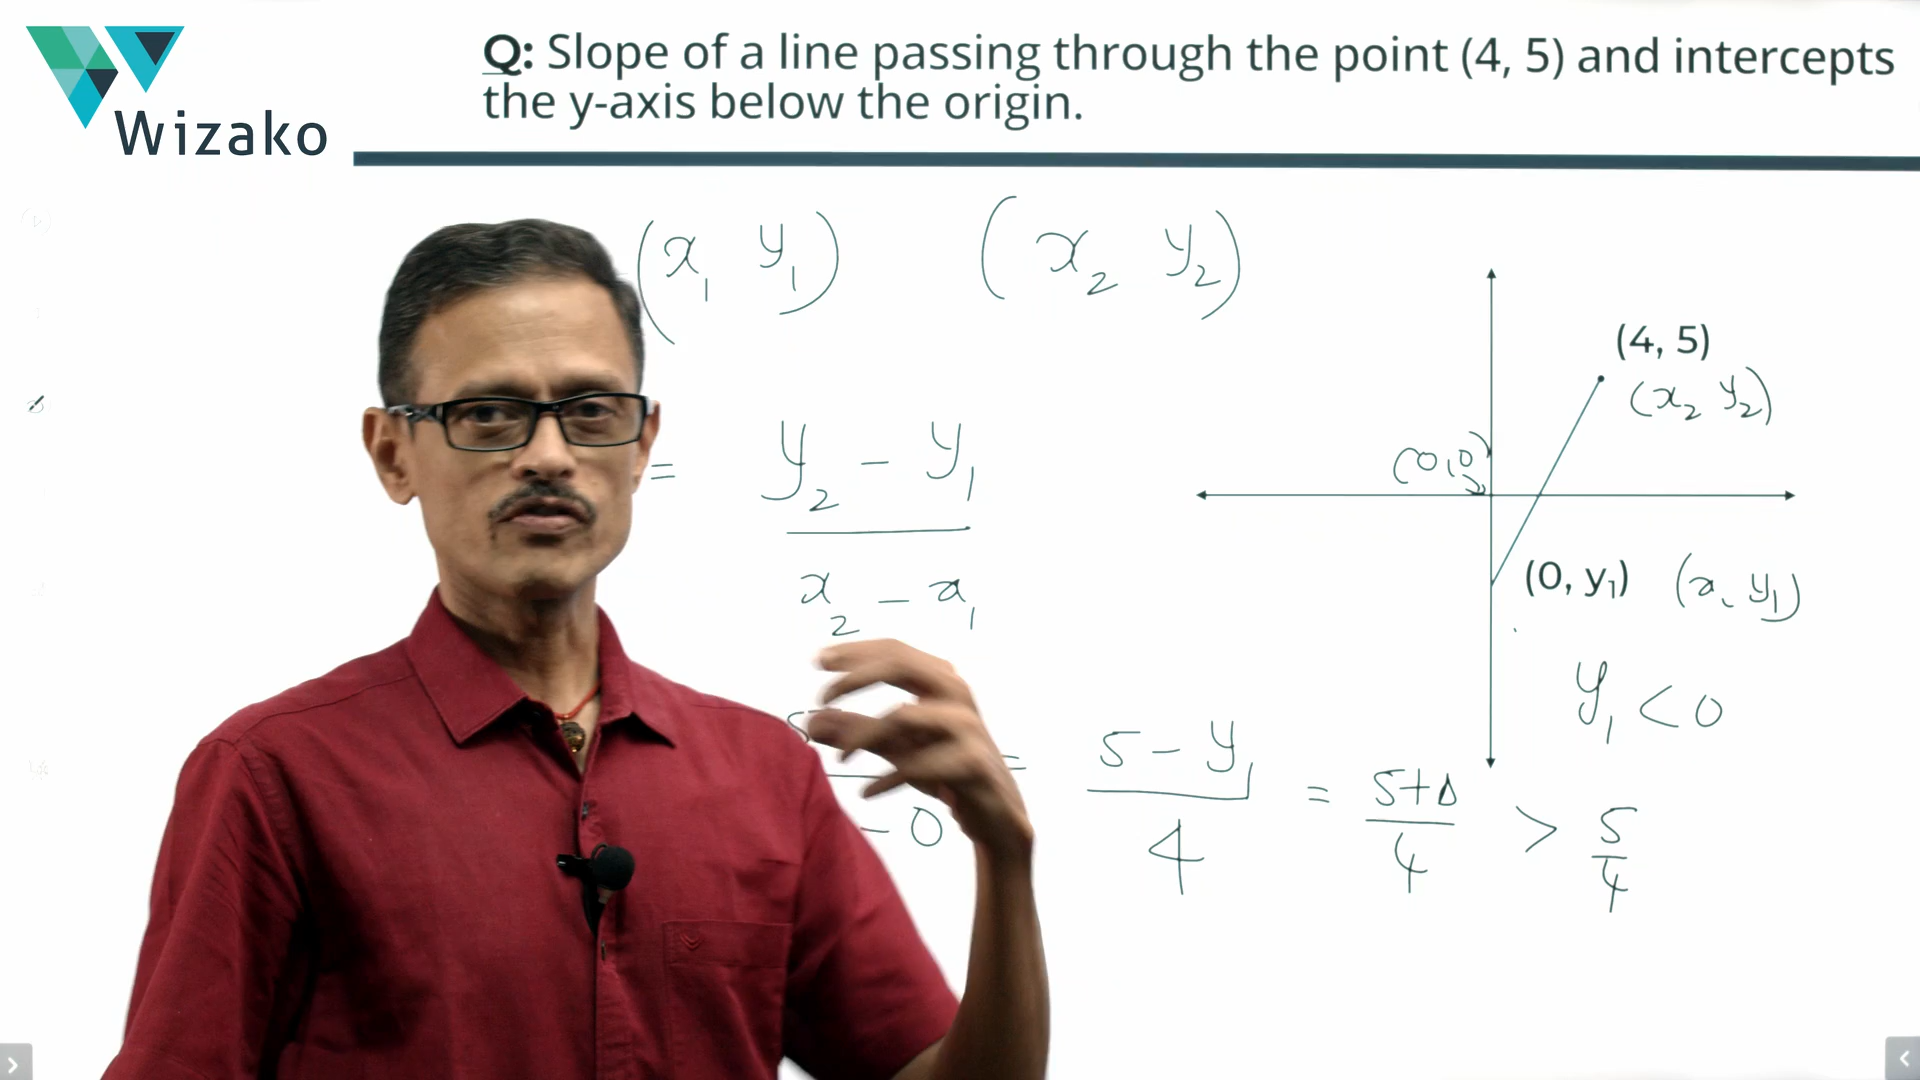 Wizako
Q: Slope of a line passing through the point (4, 5) and intercepts
the y-axis below the origin.
(x1 y1) (x2 y2)
(4, 5)
(x2 y2)
= y2 - y1
x2 - x1
(0,0)
(0, y1) (x1 y1)
y1 < 0
5
- 0
= 5 - y1
4
= 5+Δ
4
> 5
4